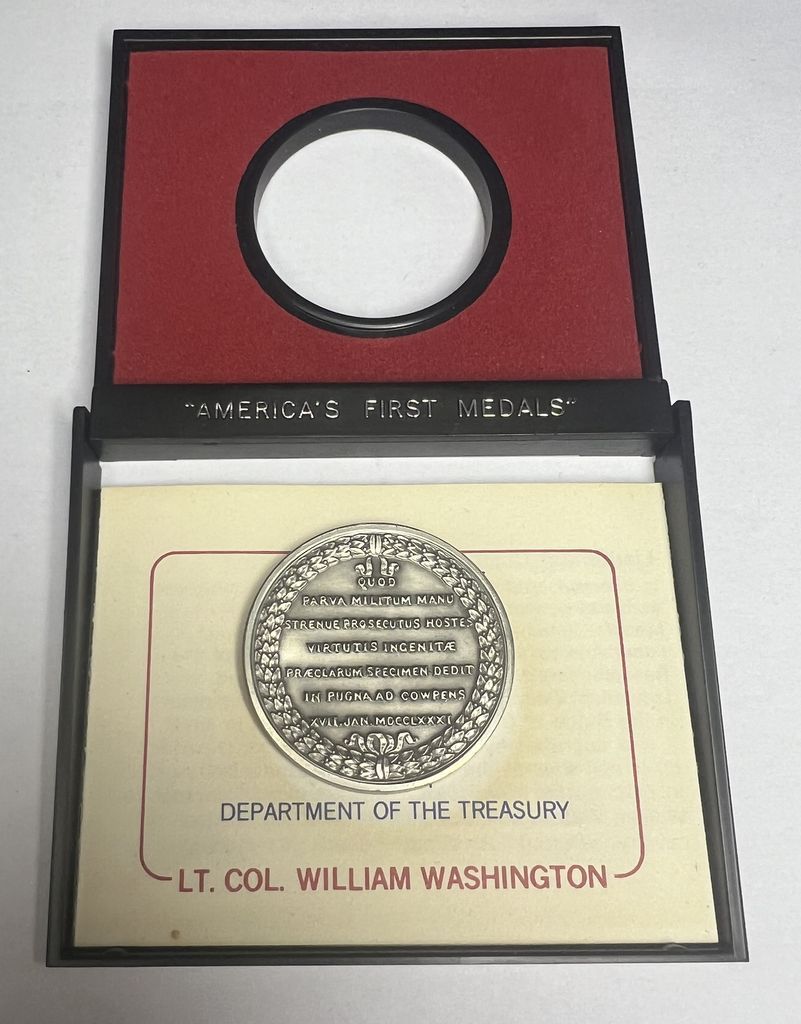 "AMERICA'S FIRST MEDALS"
QUOD
PARVA MILITUM MANU
STRENUE PROSECUTUS HOSTES
VIRTUTIS INGENITÆ
PRÆCLARUM SPECIMEN DEDIT
IN PUGNA AD COWPENS
XVII. JAN. MDCCLXXXI
DEPARTMENT OF THE TREASURY
LT. COL. WILLIAM WASHINGTON